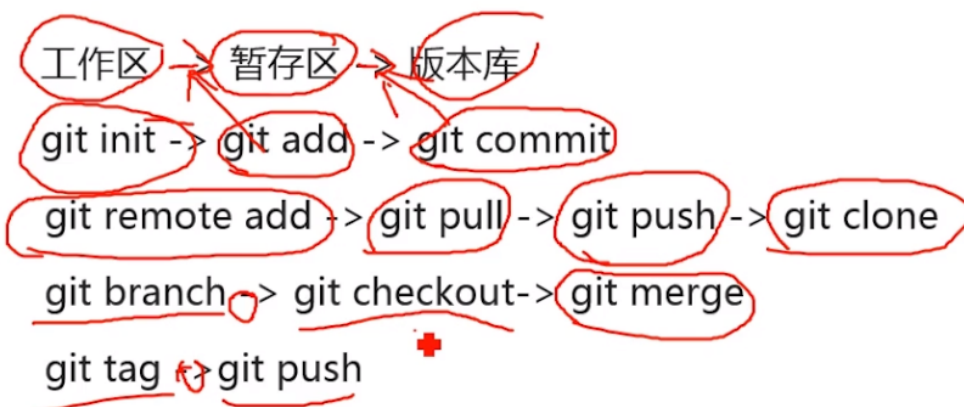 工作区 -> 暂存区 -> 版本库
git init -> git add -> git commit
git remote add -> git pull -> git push -> git clone
git branch -> git checkout-> git merge
git tag -> git push